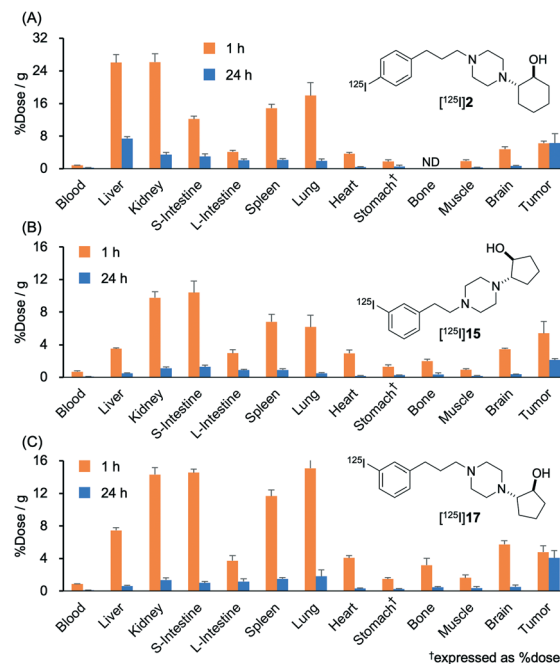 (A)
%Dose / g
32
24
16
8
0
1 h
24 h
HO
N
N
¹²⁵I
[¹²⁵I]2
ND
Blood
Liver
Kidney
S-Intestine
L-Intestine
Spleen
Lung
Heart
Stomach†
Bone
Muscle
Brain
Tumor
(B)
%Dose / g
16
12
8
4
0
1 h
24 h
HO
N
N
¹²⁵I
[¹²⁵I]15
Blood
Liver
Kidney
S-Intestine
L-Intestine
Spleen
Lung
Heart
Stomach†
Bone
Muscle
Brain
Tumor
(C)
%Dose / g
16
12
8
4
0
1 h
24 h
¹²⁵I
N
N
OH
[¹²⁵I]17
Blood
Liver
Kidney
S-Intestine
L-Intestine
Spleen
Lung
Heart
Stomach†
Bone
Muscle
Brain
Tumor
†expressed as %dose